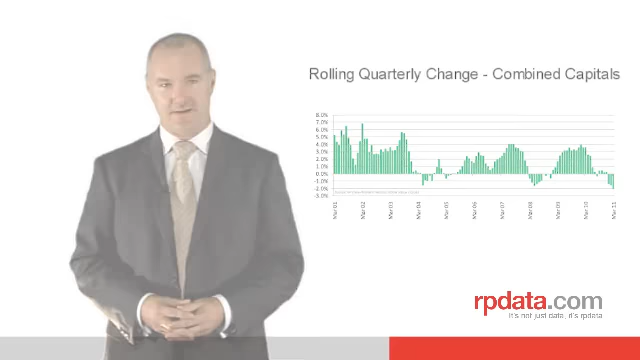 Rolling Quarterly Change - Combined Capitals
8.0%
7.0%
6.0%
5.0%
4.0%
3.0%
2.0%
1.0%
0.0%
-1.0%
-2.0%
-3.0%
Mar 01
Mar 02
Mar 03
Mar 04
Mar 05
Mar 06
Mar 07
Mar 08
Mar 09
Mar 10
Mar 11
rpdata.com
It's not just data, it's rpdata